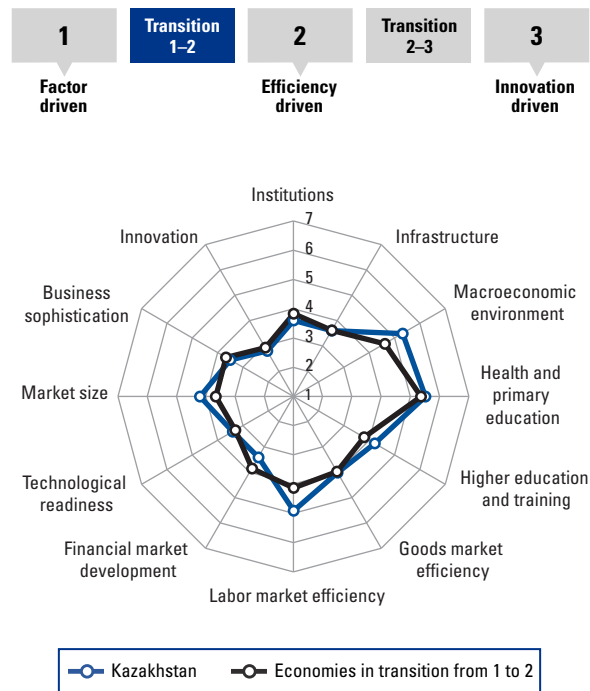 1
Transition
1–2
2
Transition
2–3
3
Factor
driven
Efficiency
driven
Innovation
driven
Institutions
7
Innovation
Infrastructure
6
5
Business
sophistication
Macroeconomic
environment
4
3
2
Market size
1
Health and
primary
education
Technological
readiness
Higher education
and training
Financial market
development
Goods market
efficiency
Labor market efficiency
Kazakhstan
Economies in transition from 1 to 2